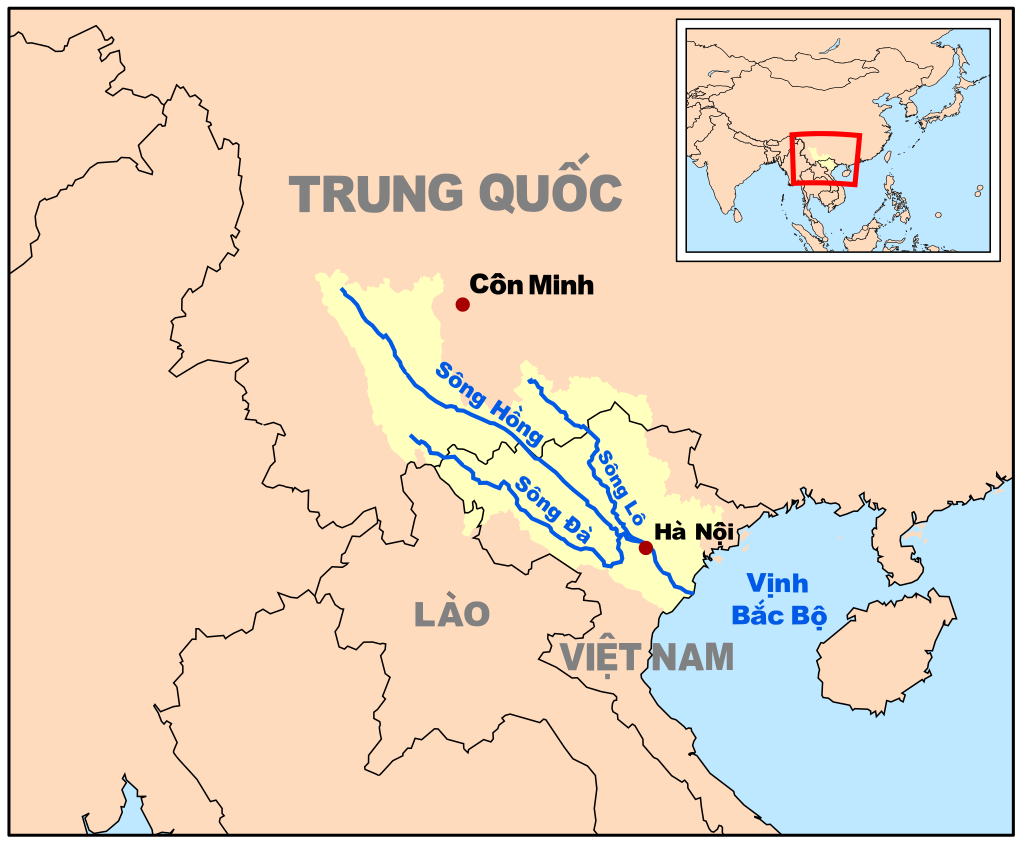 TRUNG QUỐC
Côn Minh
Sông Hồng
Sông Lô
Sông Đà
Hà Nội
Vịnh
Bắc Bộ
LÀO
VIỆT NAM